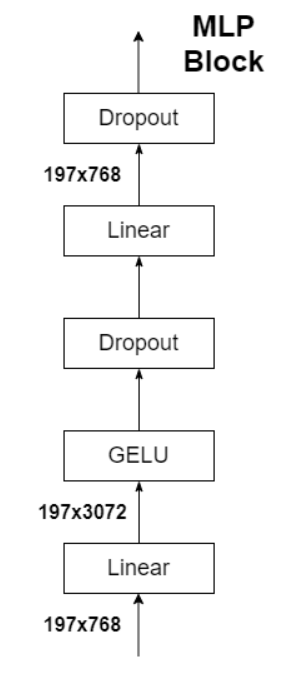 MLP
Block
Dropout
197x768
Linear
Dropout
GELU
197x3072
Linear
197x768